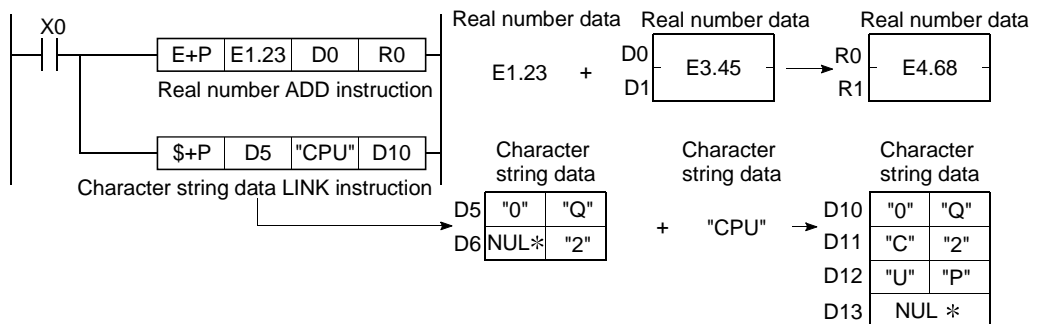 X0
E+P E1.23 D0 R0
Real number ADD instruction
$+P D5 "CPU" D10
Character string data LINK instruction
Real number data Real number data Real number data
E1.23 + D0 D1 E3.45 R0 R1 E4.68
Character string data Character string data Character string data
D5 "0" "Q"
D6 NUL* "2"
+ "CPU"
D10 "0" "Q"
D11 "C" "2"
D12 "U" "P"
D13 NUL *